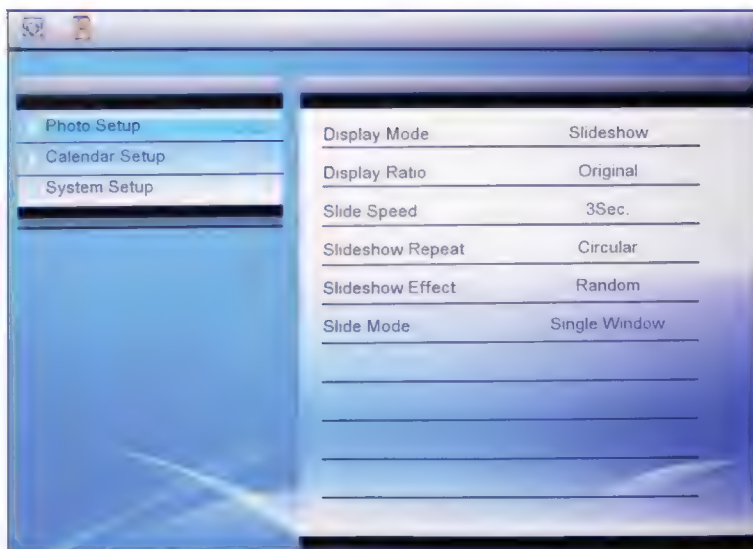 Photo Setup
Calendar Setup
System Setup
Display Mode Slideshow
Display Ratio Original
Slide Speed 3Sec.
Slideshow Repeat Circular
Slideshow Effect Random
Slide Mode Single Window